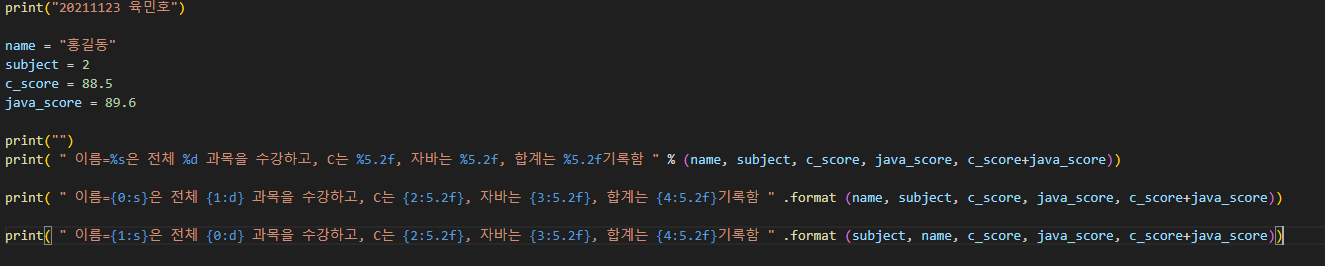 print("20211123 육민호")
name = "홍길동"
subject = 2
c_score = 88.5
java_score = 89.6
print("")
print( " 이름=%s은 전체 %d 과목을 수강하고, C는 %5.2f, 자바는 %5.2f, 합계는 %5.2f기록함 " % (name, subject, c_score, java_score, c_score+java_score))
print( " 이름={0:s}은 전체 {1:d} 과목을 수강하고, C는 {2:5.2f}, 자바는 {3:5.2f}, 합계는 {4:5.2f}기록함 " .format (name, subject, c_score, java_score, c_score+java_score))
print( " 이름={1:s}은 전체 {0:d} 과목을 수강하고, C는 {2:5.2f}, 자바는 {3:5.2f}, 합계는 {4:5.2f}기록함 " .format (subject, name, c_score, java_score, c_score+java_score))